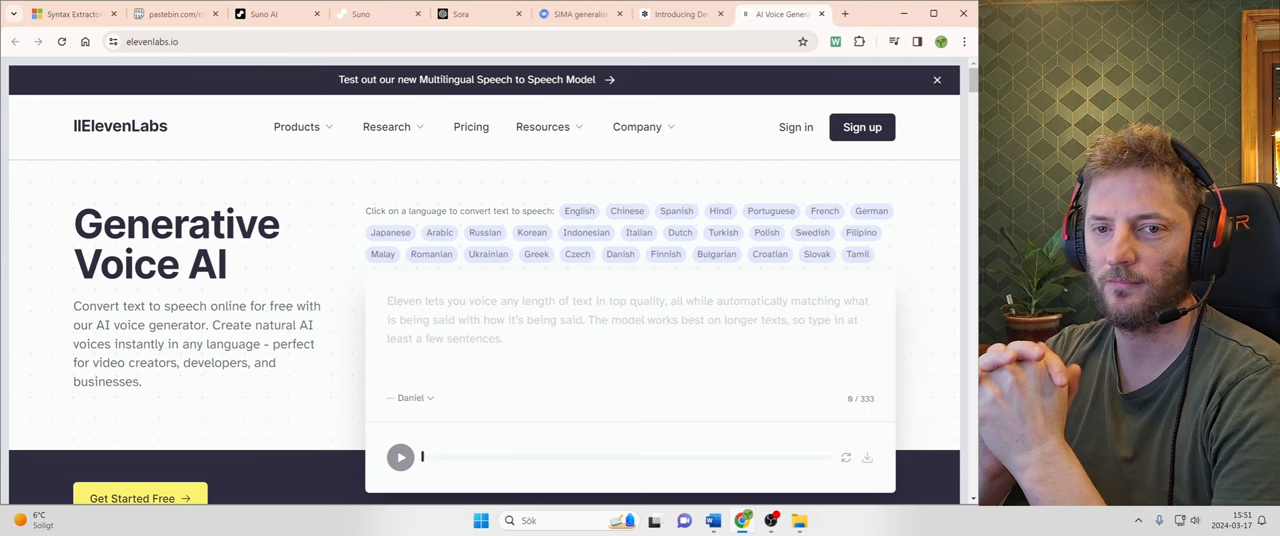 Syntax Extractor
pastebin.com/n
Suno AI
Suno
Sora
SIMA generalis
Introducing De
AI Voice Genera
elevenlabs.io
Test out our new Multilingual Speech to Speech Model →
IIElevenLabs
Products
Research
Pricing
Resources
Company
Sign in
Sign up
Generative
Voice AI
Convert text to speech online for free with
our AI voice generator. Create natural AI
voices instantly in any language - perfect
for video creators, developers, and
businesses.
Get Started Free →
Click on a language to convert text to speech: English Chinese Spanish Hindi Portuguese French German
Japanese Arabic Russian Korean Indonesian Italian Dutch Turkish Polish Swedish Filipino
Malay Romanian Ukrainian Greek Czech Danish Finnish Bulgarian Croatian Slovak Tamil
Eleven lets you voice any length of text in top quality, all while automatically matching what
is being said with how it's being said. The model works best on longer texts, so type in at
least a few sentences.
— Daniel
0 / 333
6°C
Soligt
Sök
15:51
2024-03-17